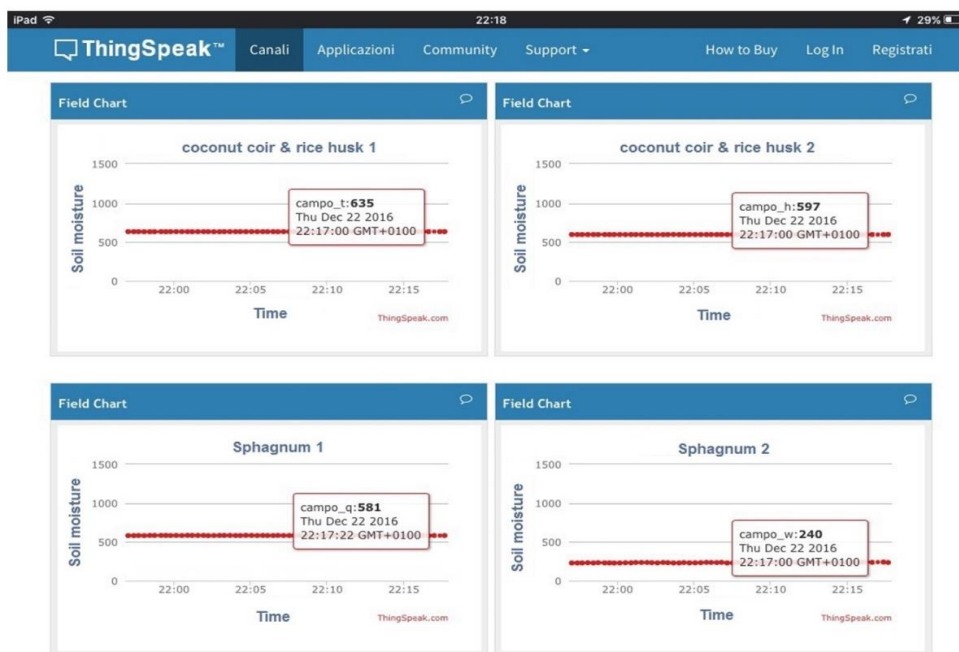 iPad 22:18 29%
ThingSpeak™ Canali Applicazioni Community Support How to Buy Log In Registrati
Field Chart
coconut coir & rice husk 1
Soil moisture
1500
1000
500
0
campo_t:635
Thu Dec 22 2016
22:17:00 GMT+0100
22:00 22:05 22:10 22:15
Time
ThingSpeak.com
Field Chart
coconut coir & rice husk 2
Soil moisture
1500
1000
500
0
campo_h:597
Thu Dec 22 2016
22:17:00 GMT+0100
22:00 22:05 22:10 22:15
Time
ThingSpeak.com
Field Chart
Sphagnum 1
Soil moisture
1500
1000
500
0
campo_q:581
Thu Dec 22 2016
22:17:22 GMT+0100
22:00 22:05 22:10 22:15
Time
ThingSpeak.com
Field Chart
Sphagnum 2
Soil moisture
1500
1000
500
0
campo_w:240
Thu Dec 22 2016
22:17:00 GMT+0100
22:00 22:05 22:10 22:15
Time
ThingSpeak.com